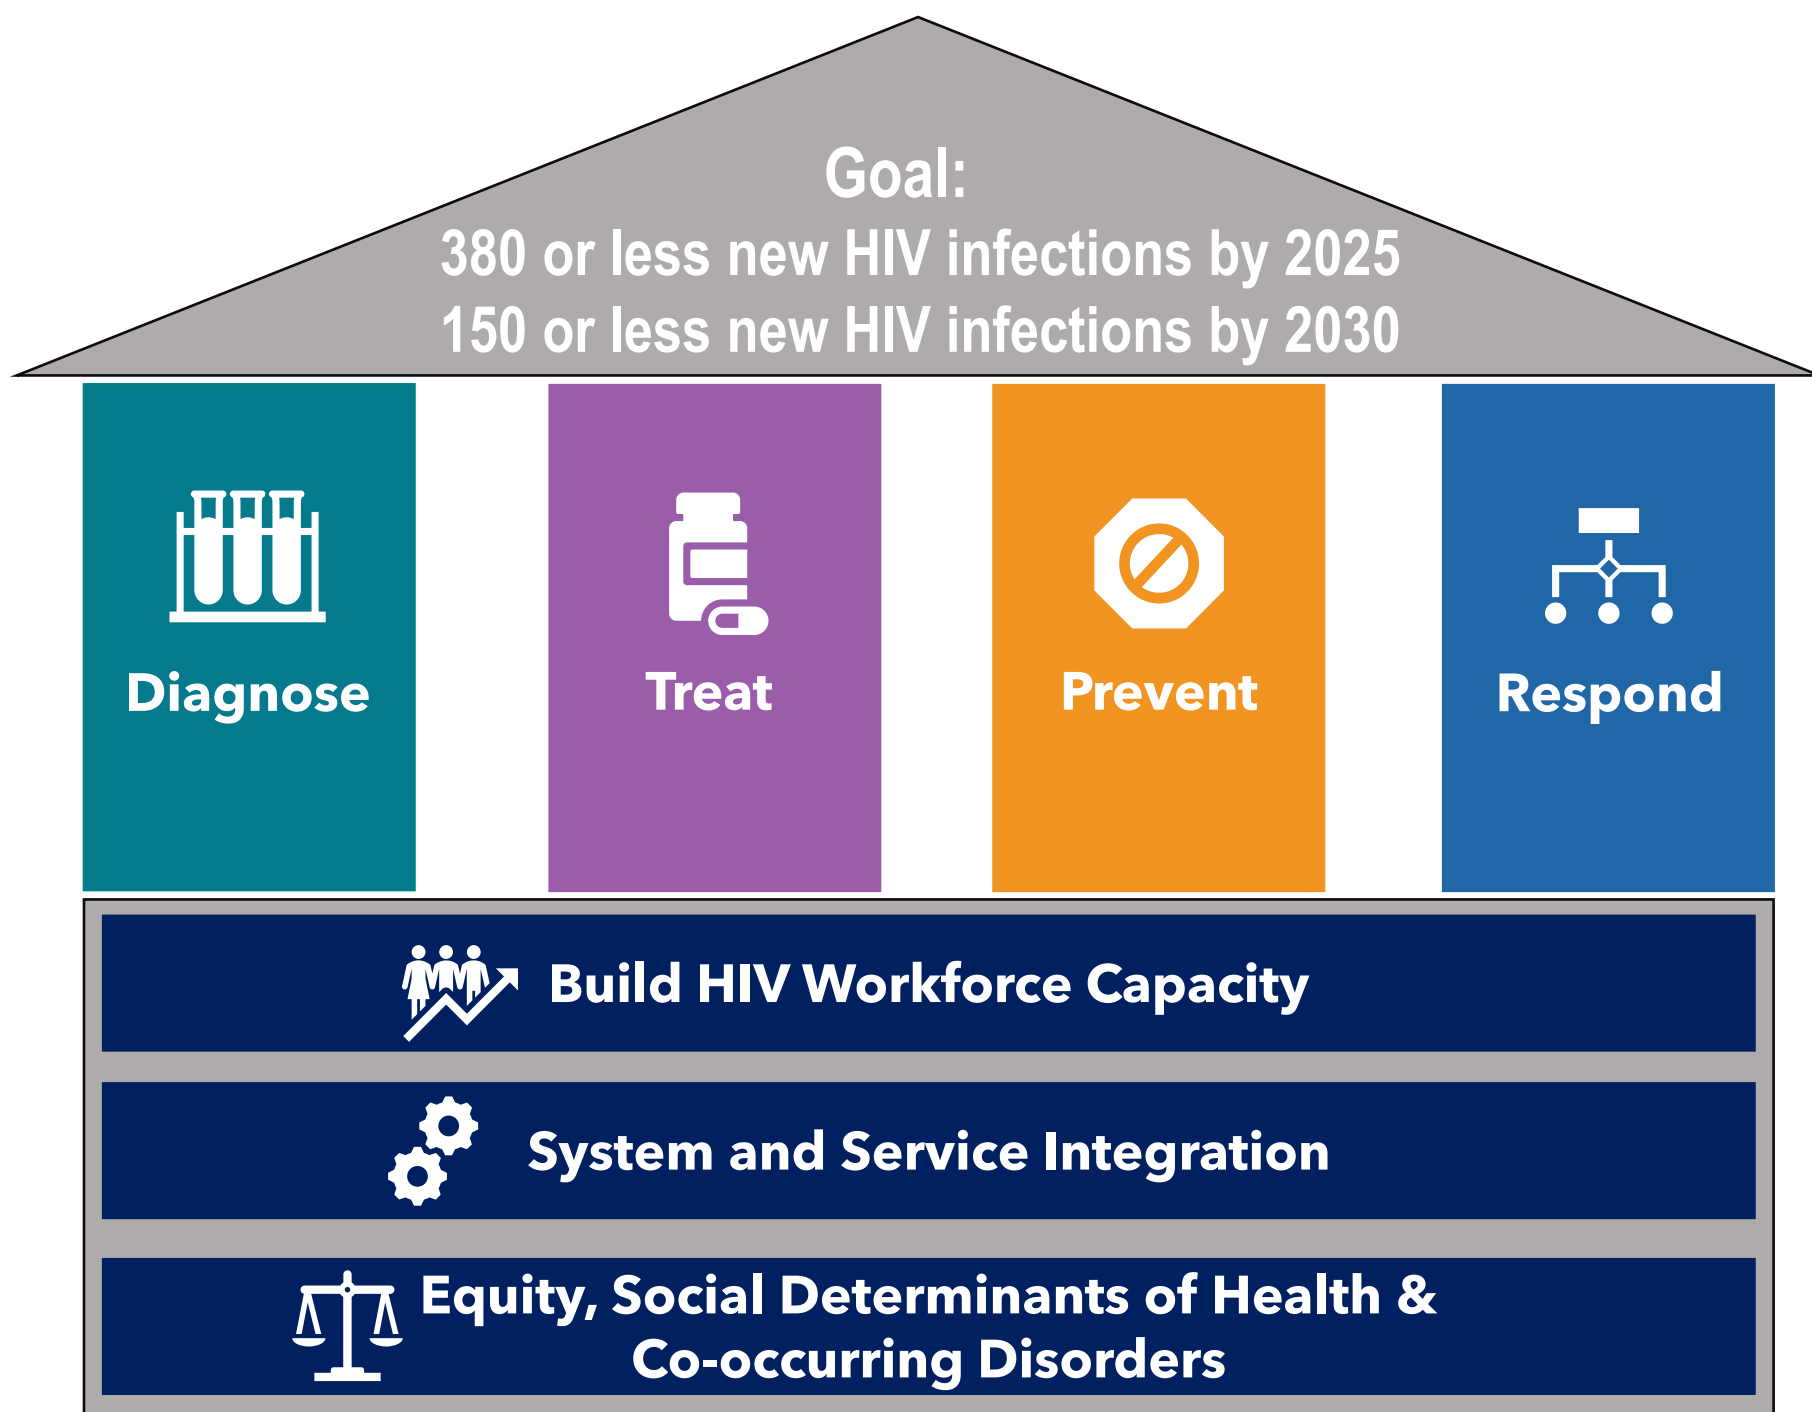 Goal:
380 or less new HIV infections by 2025
150 or less new HIV infections by 2030
Diagnose
Treat
Prevent
Respond
Build HIV Workforce Capacity
System and Service Integration
Equity, Social Determinants of Health &
Co-occurring Disorders